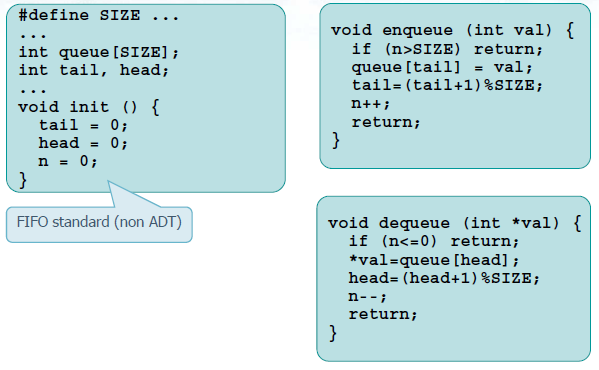 #define SIZE ...
...
int queue[SIZE];
int tail, head;
...
void init () {
  tail = 0;
  head = 0;
  n = 0;
}
FIFO standard (non ADT)
void enqueue (int val) {
  if (n>SIZE) return;
  queue[tail] = val;
  tail=(tail+1)%SIZE;
  n++;
  return;
}
void dequeue (int *val) {
  if (n<=0) return;
  *val=queue[head];
  head=(head+1)%SIZE;
  n--;
  return;
}